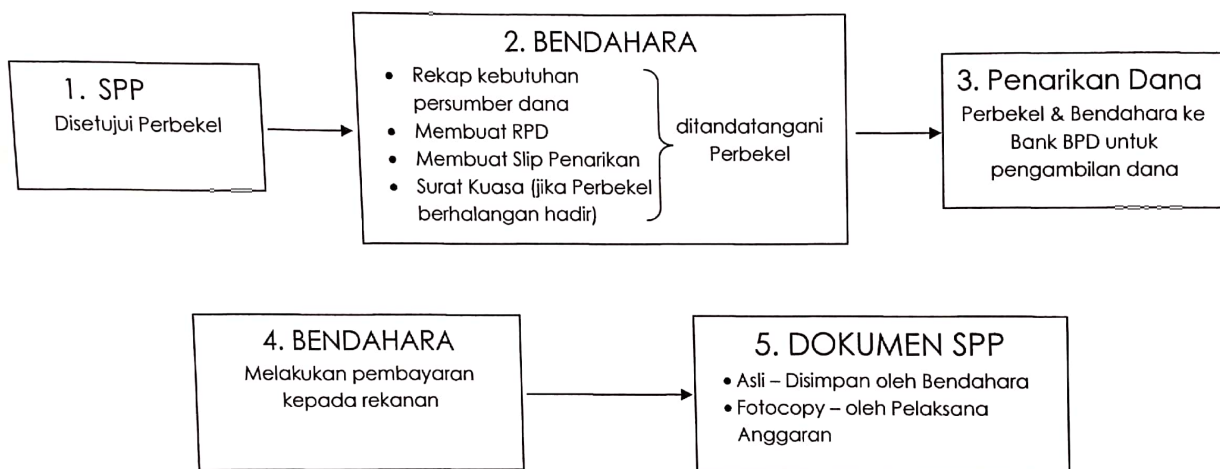 1. SPP
Disetujui Perbekel
2. BENDAHARA
• Rekap kebutuhan
persumber dana
• Membuat RPD
• Membuat Slip Penarikan
• Surat Kuasa (jika Perbekel
berhalangan hadir)
ditandatangani
Perbekel
3. Penarikan Dana
Perbekel & Bendahara ke
Bank BPD untuk
pengambilan dana
4. BENDAHARA
Melakukan pembayaran
kepada rekanan
5. DOKUMEN SPP
• Asli – Disimpan oleh Bendahara
• Fotocopy – oleh Pelaksana
Anggaran